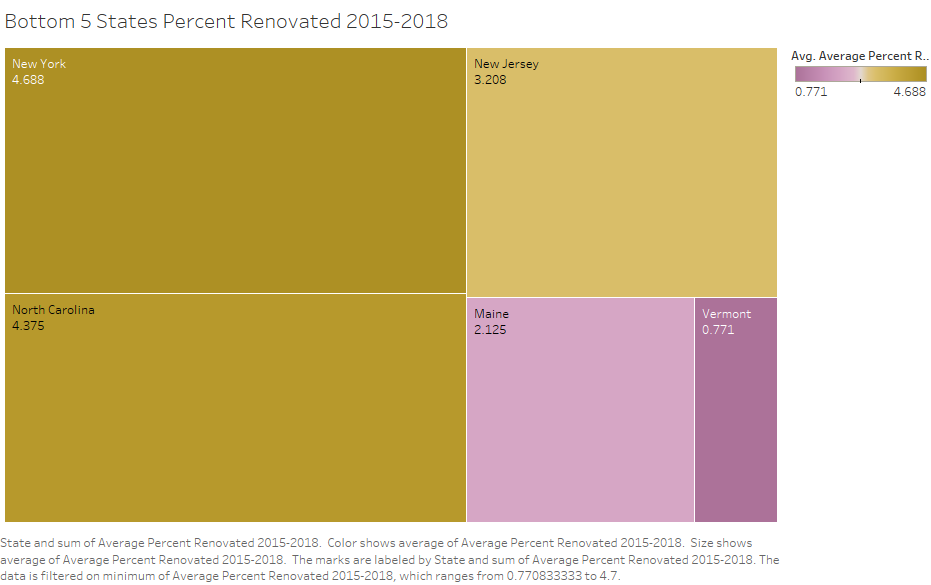 Bottom 5 States Percent Renovated 2015-2018
New York
4.688
New Jersey
3.208
Avg. Average Percent R..
0.771 4.688
North Carolina
4.375
Maine
2.125
Vermont
0.771
State and sum of Average Percent Renovated 2015-2018. Color shows average of Average Percent Renovated 2015-2018. Size shows
average of Average Percent Renovated 2015-2018. The marks are labeled by State and sum of Average Percent Renovated 2015-2018. The
data is filtered on minimum of Average Percent Renovated 2015-2018, which ranges from 0.770833333 to 4.7.